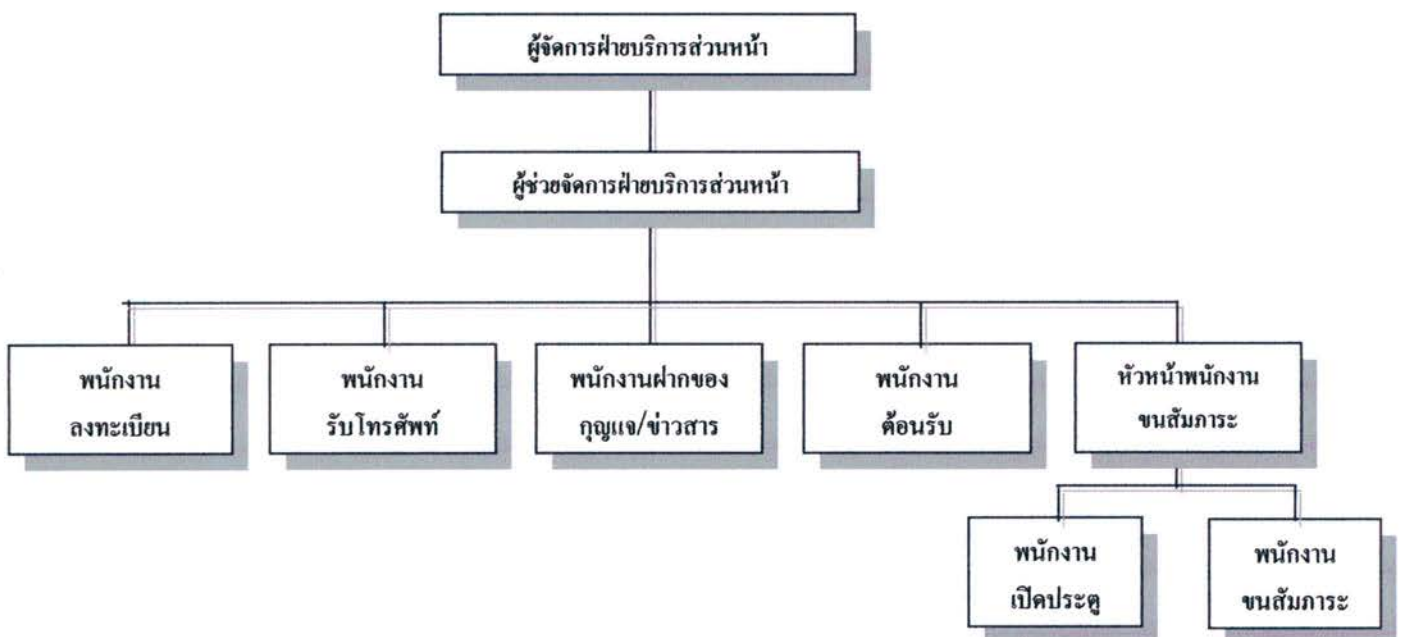 ผู้จัดการฝ่ายบริการส่วนหน้า
ผู้ช่วยจัดการฝ่ายบริการส่วนหน้า
พนักงาน
ลงทะเบียน
พนักงาน
รับโทรศัพท์
พนักงานฝากของ
กุญแจ/ข่าวสาร
พนักงาน
ต้อนรับ
หัวหน้าพนักงาน
ขนสัมภาระ
พนักงาน
เปิดประตู
พนักงาน
ขนสัมภาระ